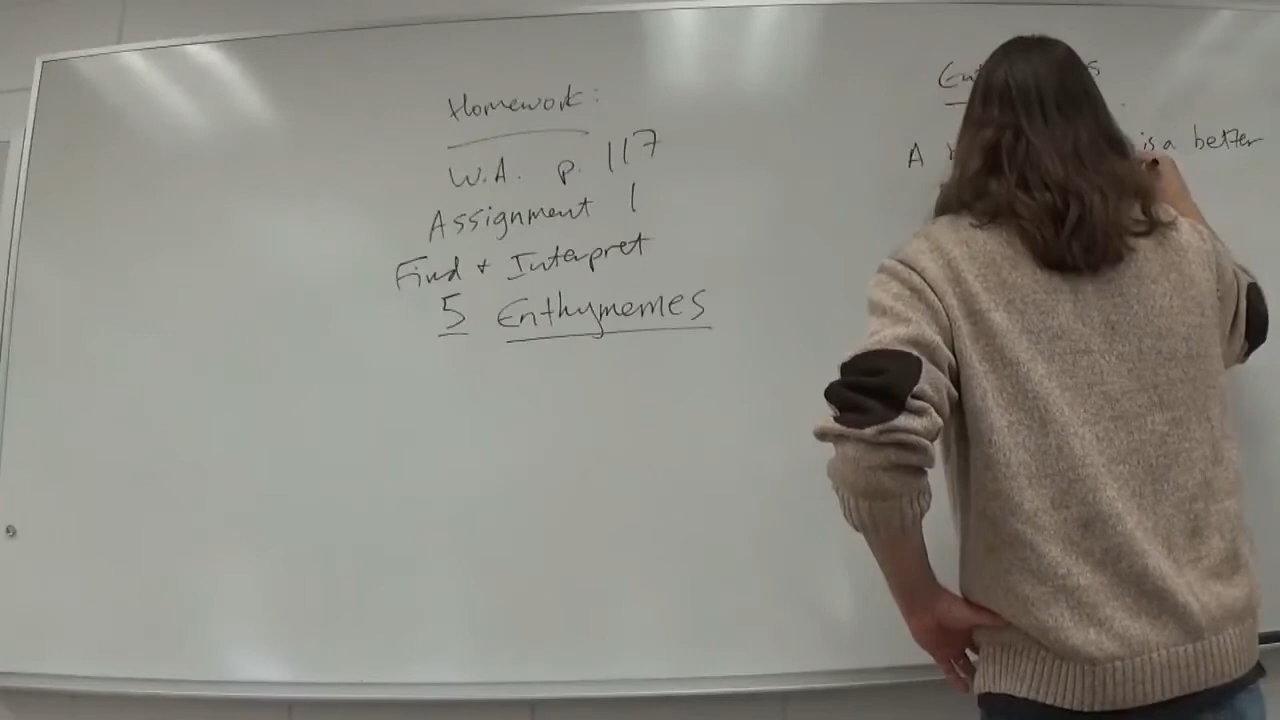 Homework:
W.A. p. 117
Assignment 1
Find + Interpret
5 Enthymemes
A is a better